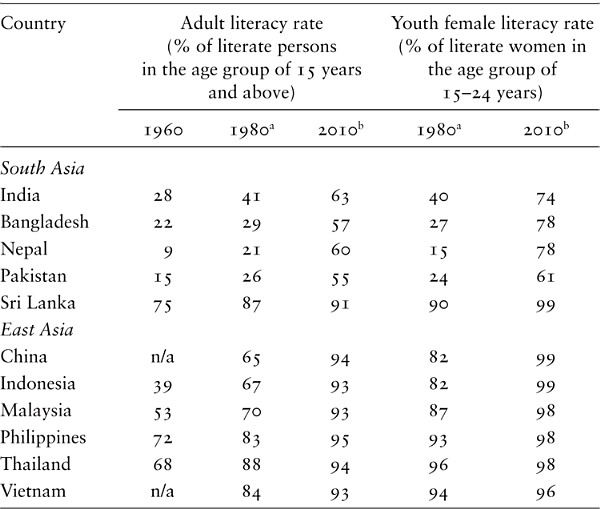 Country Adult literacy rate Youth female literacy rate
(% of literate persons (% of literate women in
in the age group of 15 years the age group of
and above) 15–24 years)
1960 1980a 2010b 1980a 2010b
South Asia
India 28 41 63 40 74
Bangladesh 22 29 57 27 78
Nepal 9 21 60 15 78
Pakistan 15 26 55 24 61
Sri Lanka 75 87 91 90 99
East Asia
China n/a 65 94 82 99
Indonesia 39 67 93 82 99
Malaysia 53 70 93 87 98
Philippines 72 83 95 93 98
Thailand 68 88 94 96 98
Vietnam n/a 84 93 94 96